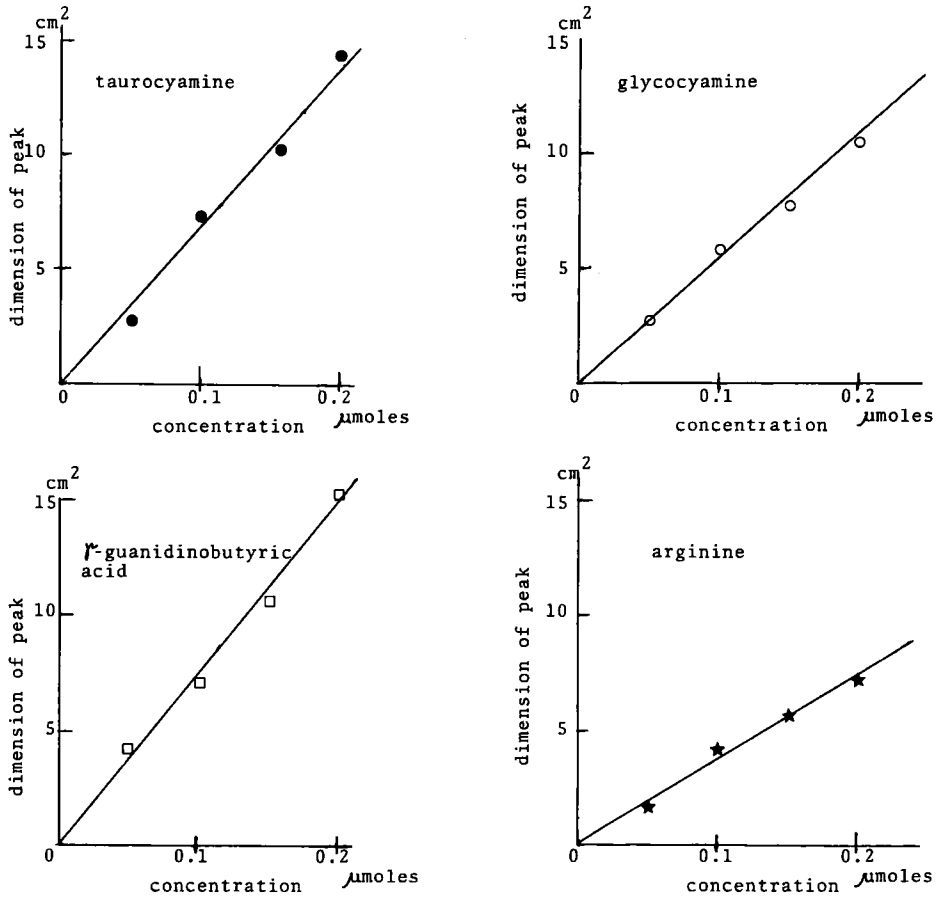 cm2
15
taurocyamine
10
5
dimension of peak
0 0.1 0.2
concentration μmoles
cm2
15
glycocyamine
10
5
dimension of peak
0 0.1 0.2
concentration μmoles
cm2
15
γ-guanidinobutyric
acid
10
5
dimension of peak
0 0.1 0.2
concentration μmoles
cm2
15
arginine
10
5
dimension of peak
0 0.1 0.2
concentration μmoles